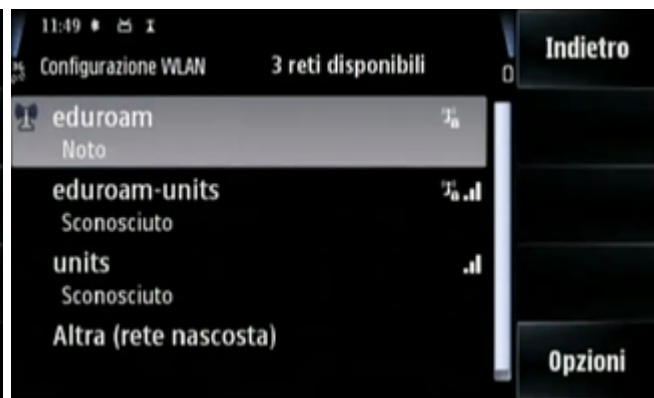 11:49
Indietro
Configurazione WLAN 3 reti disponibili
eduroam
Noto
eduroam-units
Sconosciuto
units
Sconosciuto
Altra (rete nascosta)
Opzioni